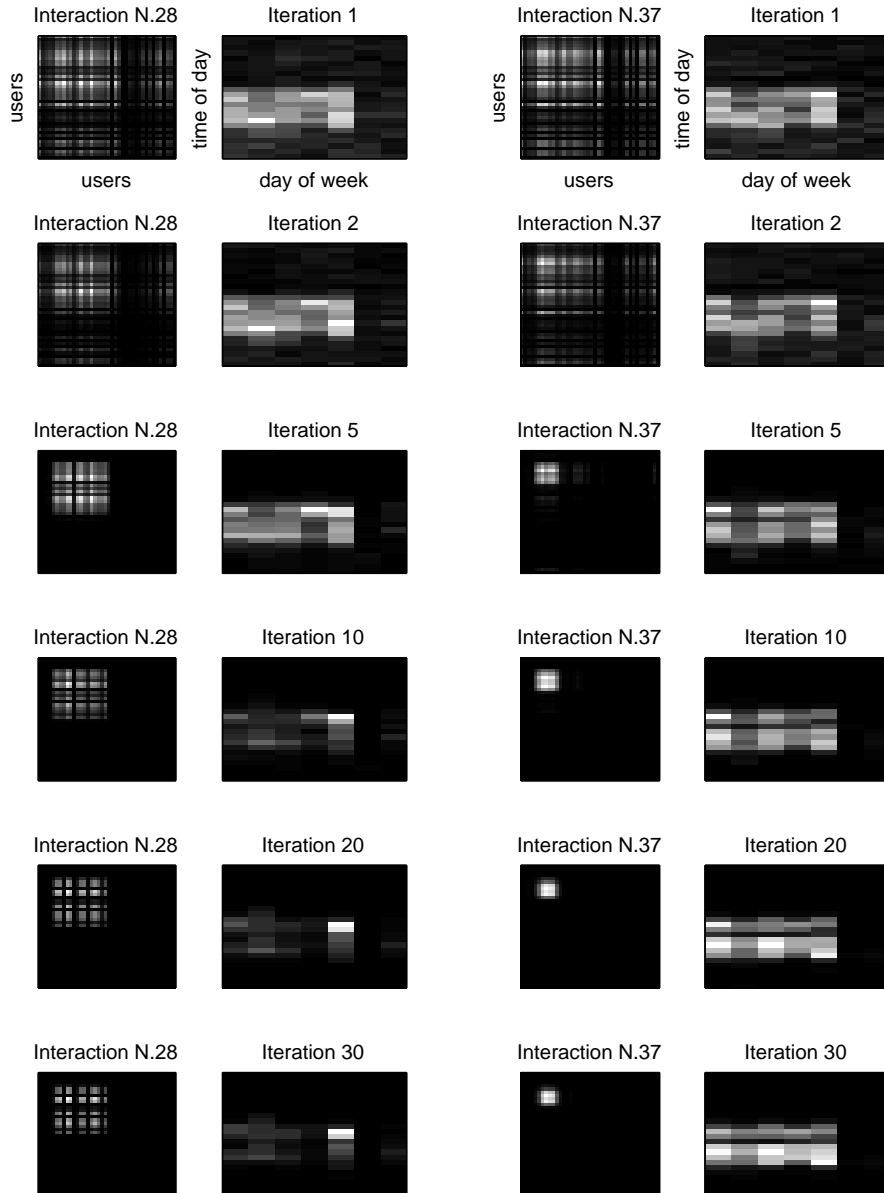 Interaction N.28 Iteration 1 Interaction N.37 Iteration 1
users time of day users time of day
users day of week users day of week
Interaction N.28 Iteration 2 Interaction N.37 Iteration 2
Interaction N.28 Iteration 5 Interaction N.37 Iteration 5
Interaction N.28 Iteration 10 Interaction N.37 Iteration 10
Interaction N.28 Iteration 20 Interaction N.37 Iteration 20
Interaction N.28 Iteration 30 Interaction N.37 Iteration 30